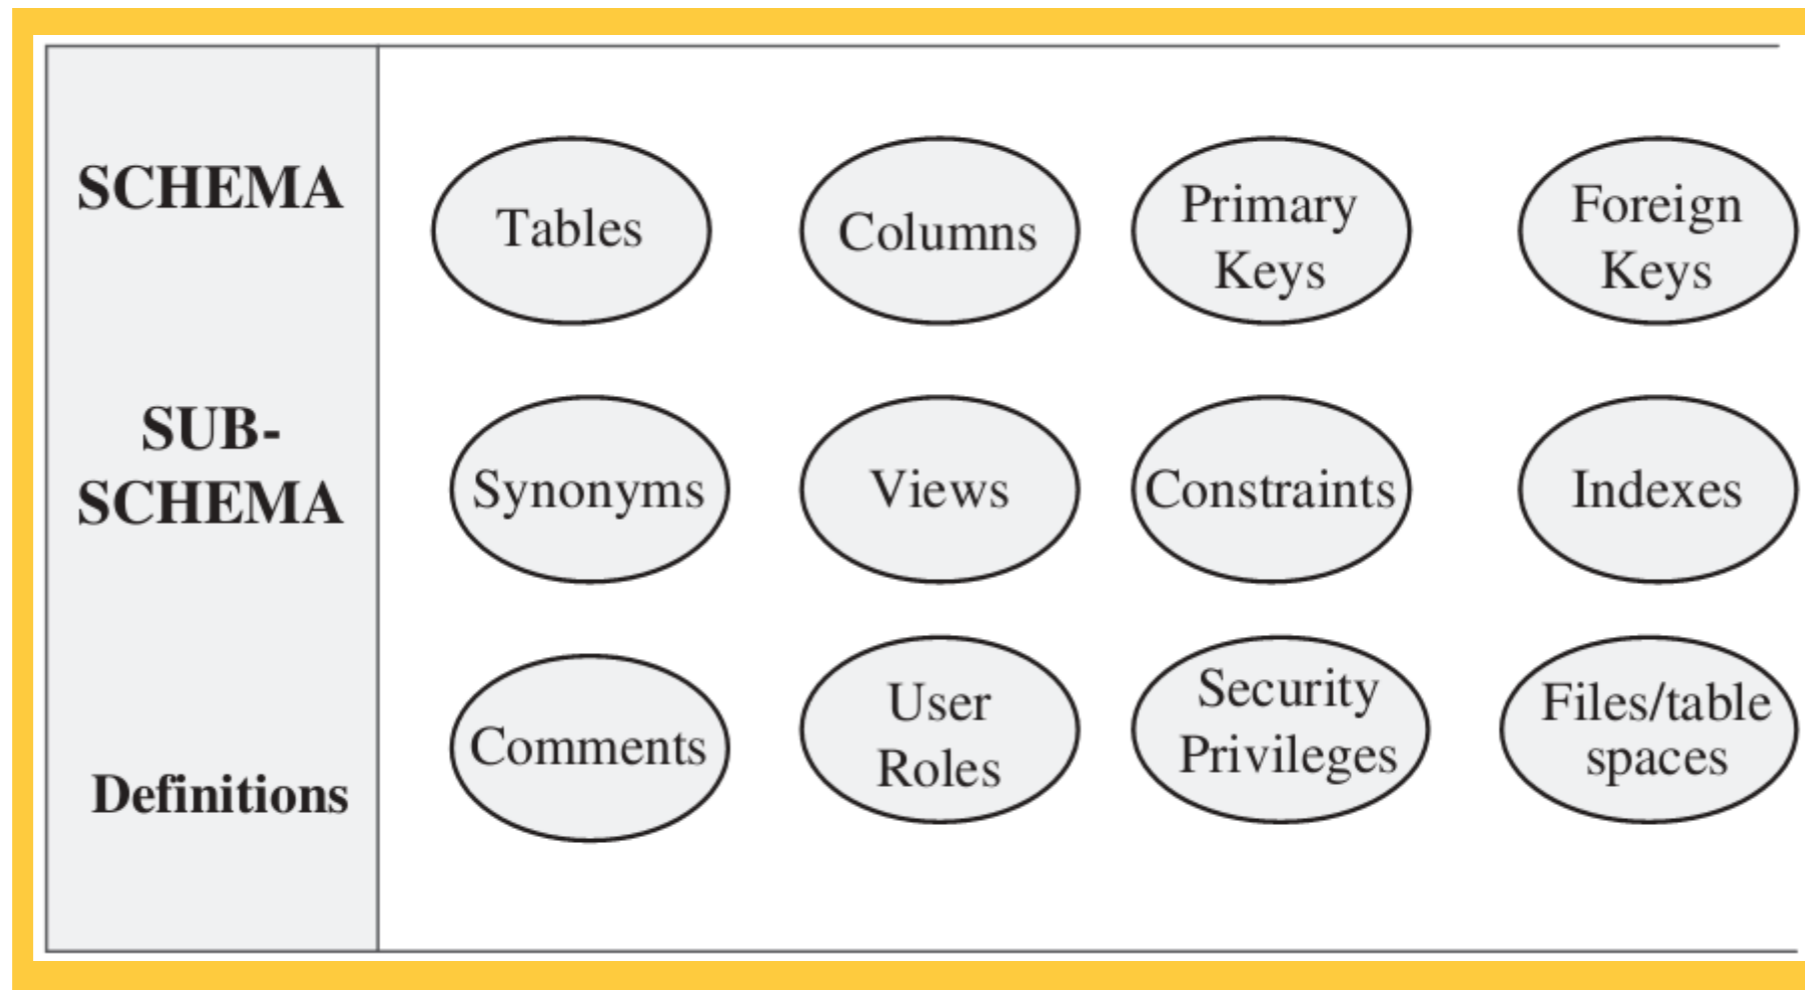 SCHEMA
Tables
Columns
Primary
Keys
Foreign
Keys
SUB-
SCHEMA
Synonyms
Views
Constraints
Indexes
Definitions
Comments
User
Roles
Security
Privileges
Files/table
spaces